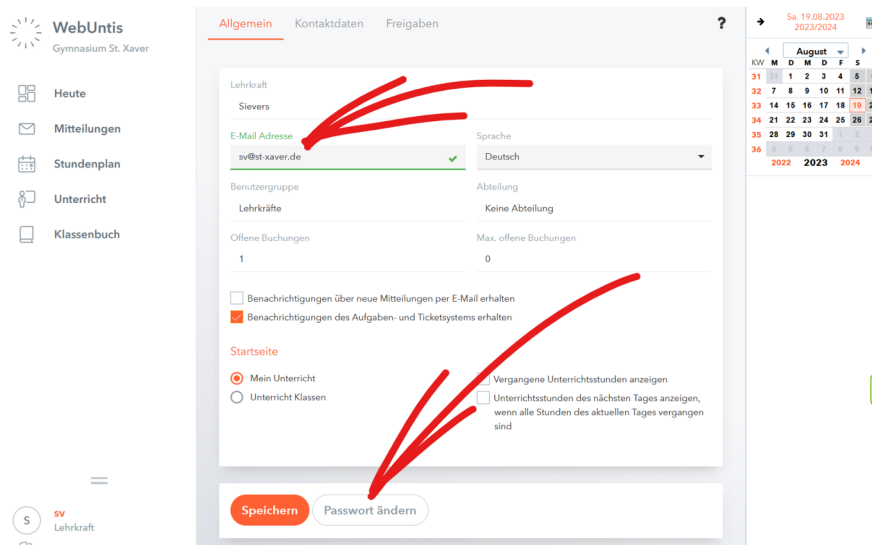 WebUntis
Gymnasium St. Xaver
Heute
Mitteilungen
Stundenplan
Unterricht
Klassenbuch
S
sv
Lehrkraft
Allgemein Kontaktdaten Freigaben ?
Lehrkraft
Sievers
E-Mail Adresse Sprache
sv@st-xaver.de Deutsch
Benutzergruppe Abteilung
Lehrkräfte Keine Abteilung
Offene Buchungen Max. offene Buchungen
1 0
Benachrichtigungen über neue Mitteilungen per E-Mail erhalten
Benachrichtigungen des Aufgaben- und Ticketsystems erhalten
Startseite
Mein Unterricht
Unterricht Klassen
Vergangene Unterrichtsstunden anzeigen
Unterrichtsstunden des nächsten Tages anzeigen,
wenn alle Stunden des aktuellen Tages vergangen
sind
Speichern Passwort ändern
Sa. 19.08.2023
2023/2024
August
KW M D M D F S
31 31 1 2 3 4 5
32 7 8 9 10 11 12
33 14 15 16 17 18 19
34 21 22 23 24 25 26
35 28 29 30 31 1 2
36 4 5 6 7 8 9
2022 2023 2024